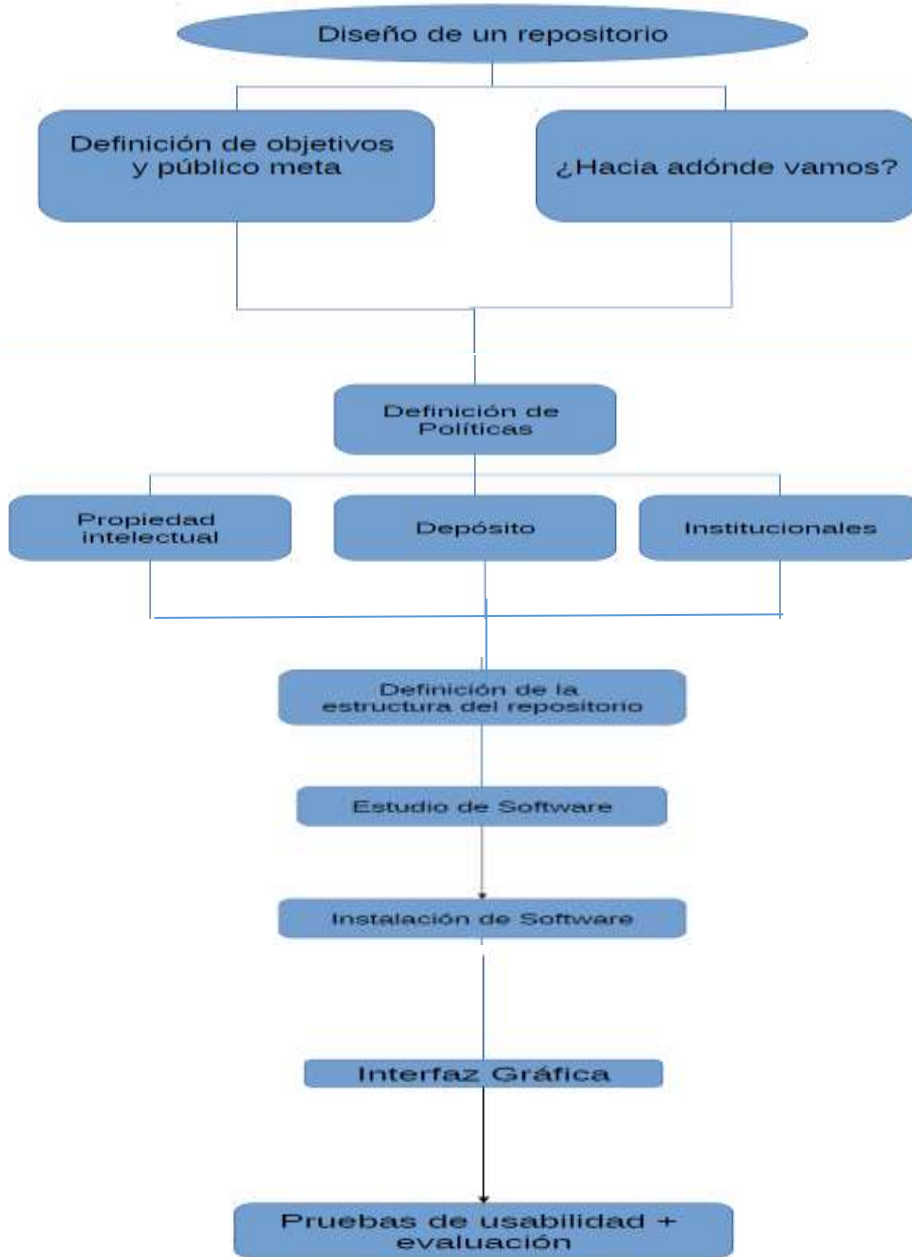 Diseño de un repositorio
Definición de objetivos
y público meta
¿Hacia adónde vamos?
Definición de
Políticas
Propiedad
intelectual
Depósito
Institucionales
Definición de la
estructura del repositorio
Estudio de Software
Instalación de Software
Interfaz Gráfica
Pruebas de usabilidad +
evaluación